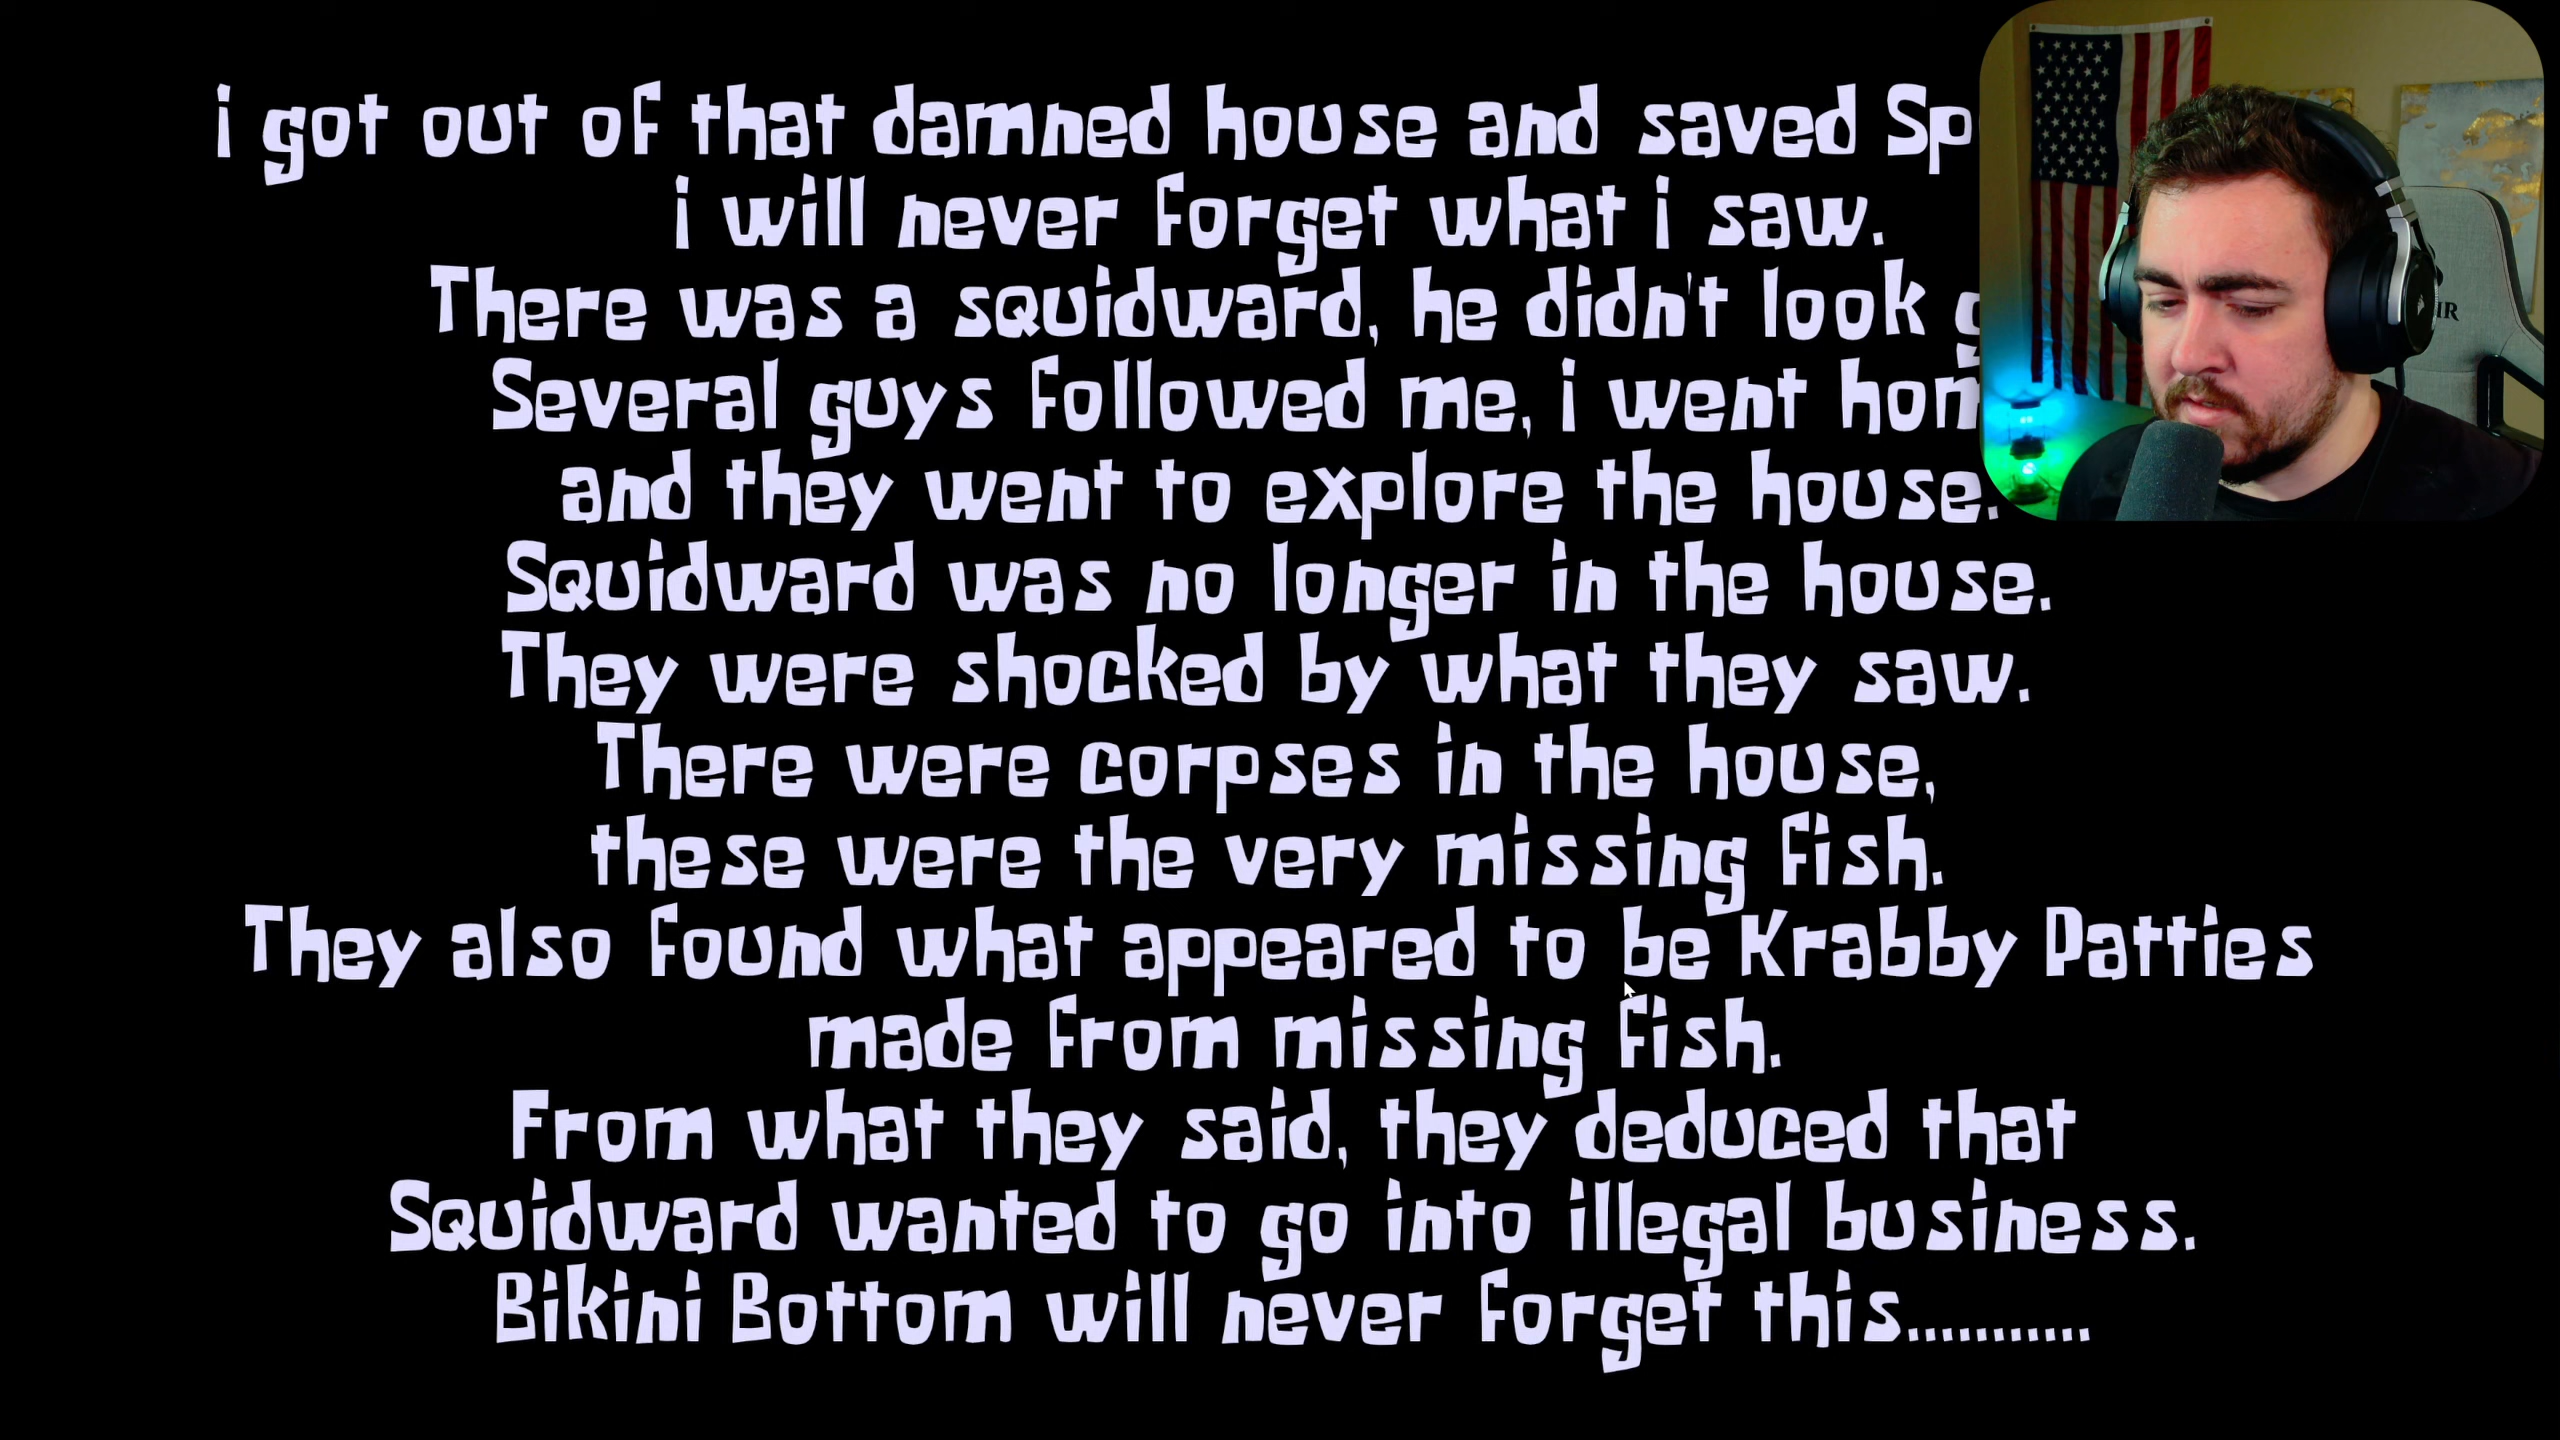 i got out of that damned house and saved
i will never forget what i saw.
There was a squidward, he didn't look
Several guys followed me, i went
and they went to explore the house.
Squidward was no longer in the house.
They were shocked by what they saw.
There were corpses in the house,
these were the very missing fish.
They also found what appeared to be Krabby Patties
made from missing fish.
From what they said, they deduced that
Squidward wanted to go into illegal business.
Bikini Bottom will never forget this...........